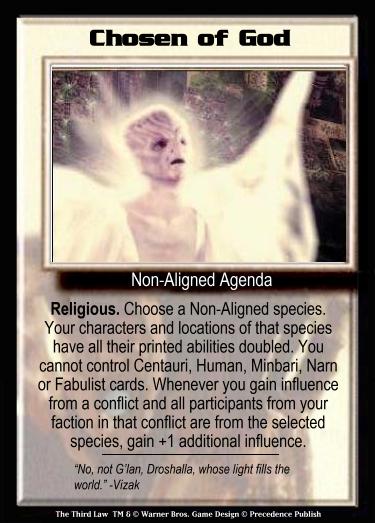 Chosen of God
Non-Aligned Agenda
Religious. Choose a Non-Aligned species.
Your characters and locations of that species
have all their printed abilities doubled. You
cannot control Centauri, Human, Minbari, Narn
or Fabulist cards. Whenever you gain influence
from a conflict and all participants from your
faction in that conflict are from the selected
species, gain +1 additional influence.
“No, not G'lan, Droshalla, whose light fills the
world.” -Vizak
The Third Law TM & © Warner Bros. Game Design © Precedence Publish